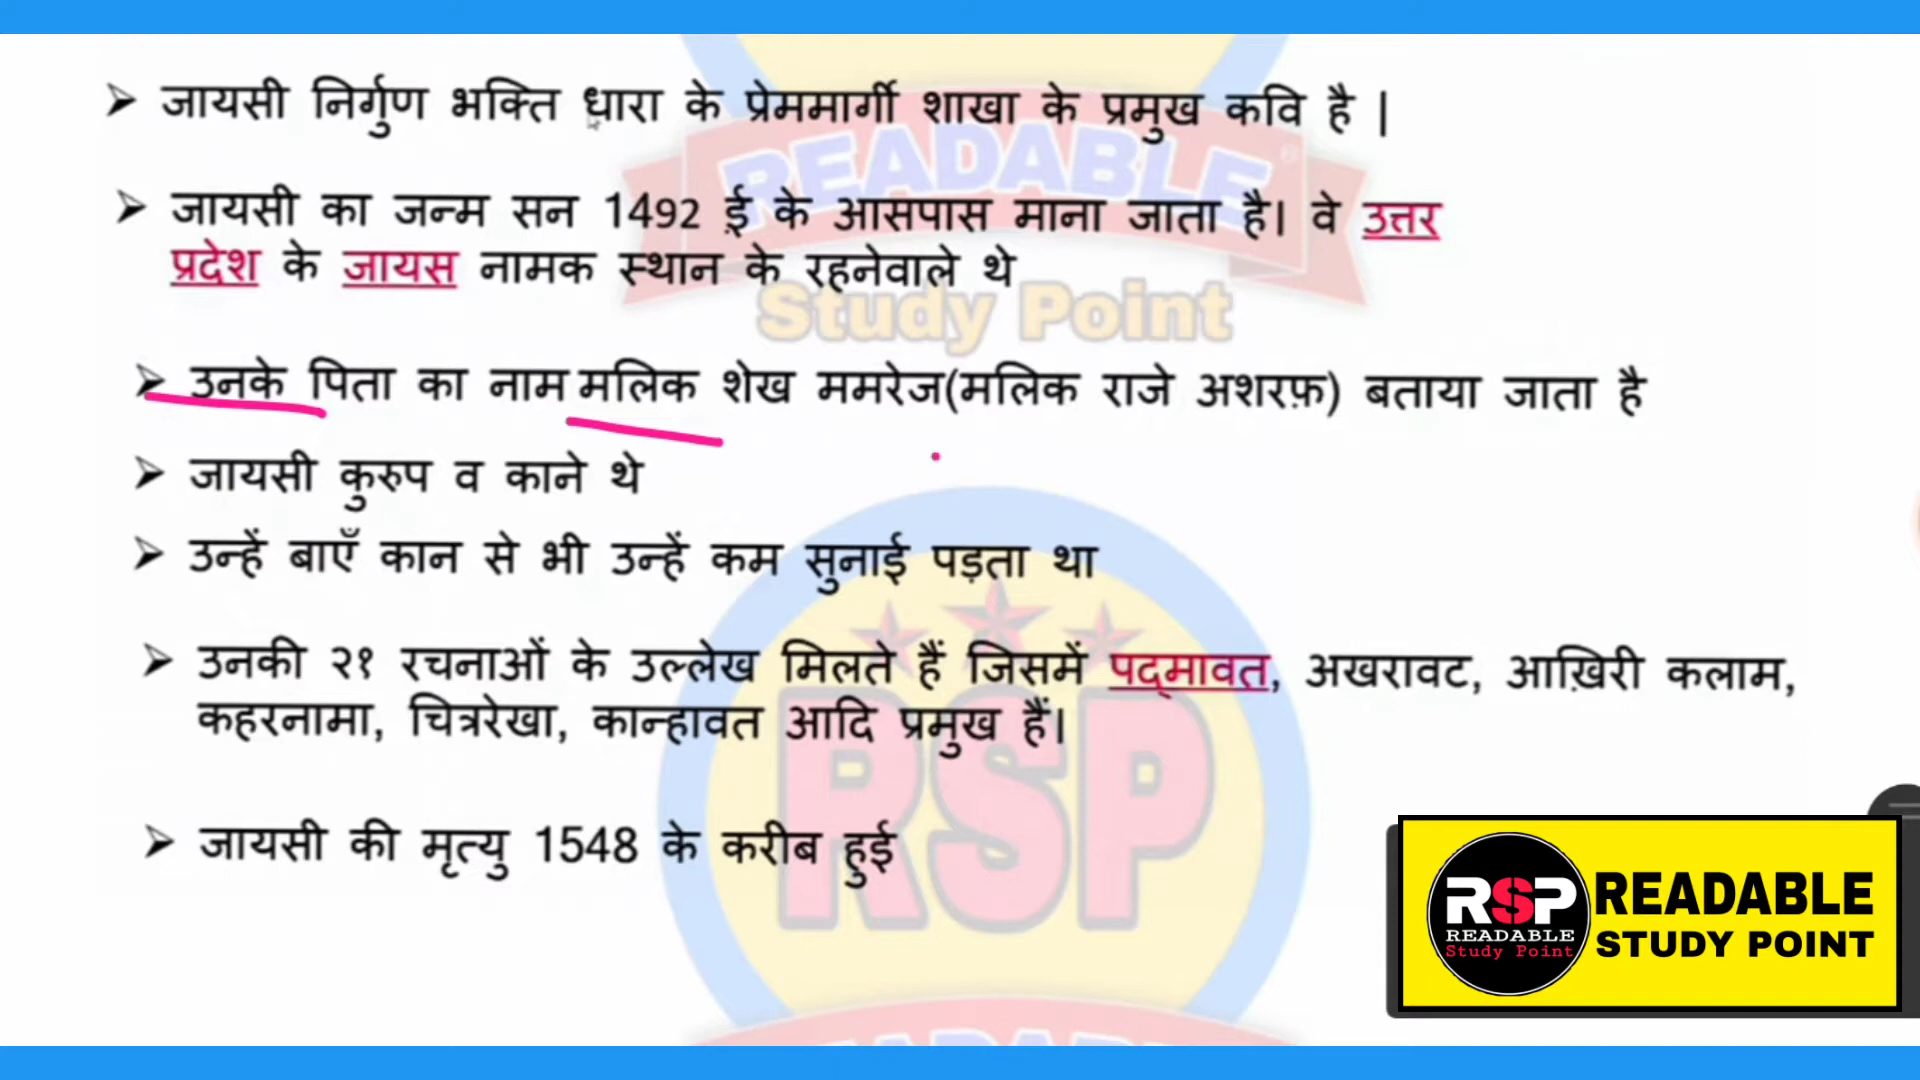 ➢ जायसी निर्गुण भक्ति धारा के प्रेममार्गी शाखा के प्रमुख कवि है |
➢ जायसी का जन्म सन 1492 ई़ के आसपास माना जाता है। वे उत्तर
प्रदेश के जायस नामक स्थान के रहनेवाले थे
➢ उनके पिता का नाम मलिक शेख ममरेज(मलिक राजे अशरफ़) बताया जाता है
➢ जायसी कुरुप व काने थे
➢ उन्हें बाएँ कान से भी उन्हें कम सुनाई पड़ता था
➢ उनकी २१ रचनाओं के उल्लेख मिलते हैं जिसमें पद्मावत, अखरावट, आख़िरी कलाम,
कहरनामा, चित्ररेखा, कान्हावत आदि प्रमुख हैं।
➢ जायसी की मृत्यु 1548 के करीब हुई
READABLE®
Study Point
RSP
READABLE
RSP
READABLE
Study Point
READABLE
STUDY POINT